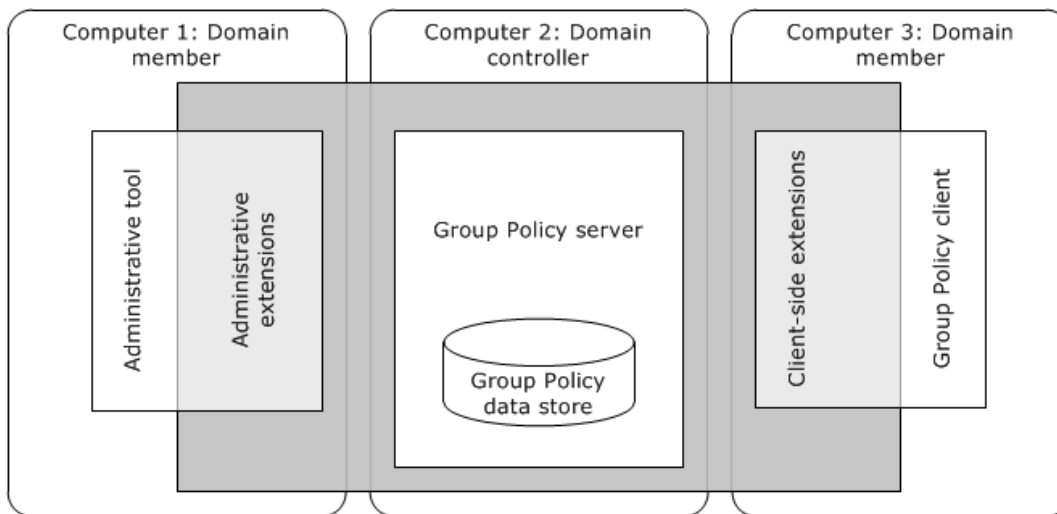 Computer 1: Domain
member
Computer 2: Domain
controller
Computer 3: Domain
member
Administrative tool
Administrative
extensions
Group Policy server
Group Policy
data store
Client-side extensions
Group Policy client